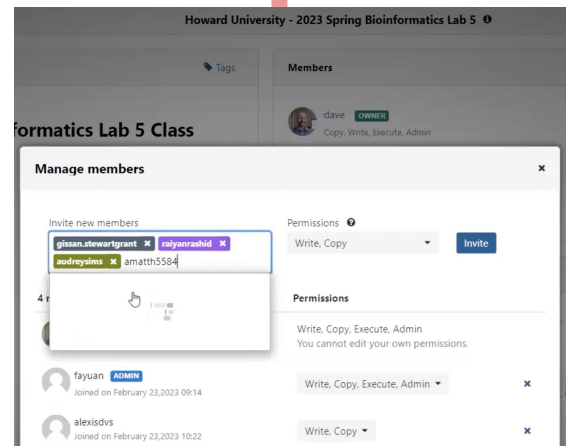 Howard University - 2023 Spring Bioinformatics Lab 5
Tags
Members
formatics Lab 5 Class
dave OWNER
Copy, Write, Execute, Admin
Manage members ×
Invite new members
Permissions ?
gissan.stewartgrant × raiyanrashid ×
audreysims × amatth5584
Write, Copy
Invite
4
Permissions
Write, Copy, Execute, Admin
You cannot edit your own permissions.
fayuan ADMIN
Joined on February 23,2023 09:14
Write, Copy, Execute, Admin
×
alexisdvs
Joined on February 23,2023 10:22
Write, Copy
×